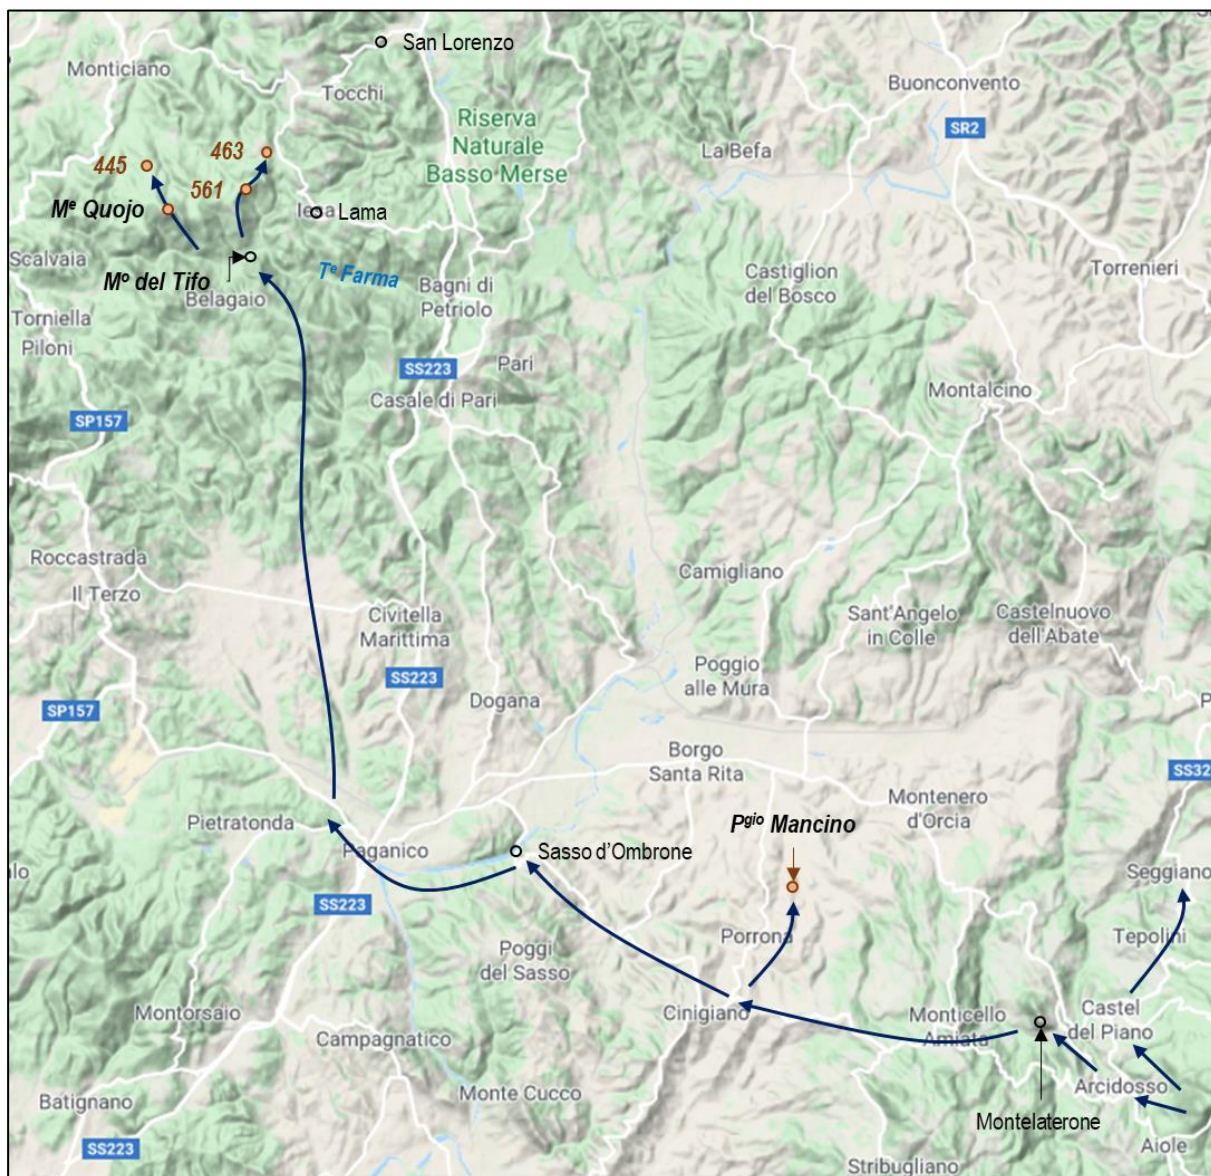 San Lorenzo
Monticiano
Tocchi
Buonconvento
Riserva
Naturale
Basso Merse
SR2
La Befa
445
463
561
Mᵉ Quojo
Lama
Scalvaia
Mº del Tifo
Tᵉ Farma
Belagaio
Bagni di
Petriolo
Castiglion
del Bosco
Torrenieri
Torniella
Piloni
SS223
Pari
Casale di Pari
Montalcino
SP157
Roccastrada
Il Terzo
Camigliano
Civitella
Marittima
Sant'Angelo
in Colle
Castelnuovo
dell'Abate
Poggio
alle Mura
SS223
SP157
Dogana
P
Borgo
Santa Rita
SS32
Montenero
d'Orcia
Pietratonda
Pᵍⁱᵒ Mancino
Paganico
Sasso d'Ombrone
alo
Seggiano
SS223
Porrona
Tepolini
Poggi
del Sasso
Montorsaio
Cinigiano
Monticello
Amiata
Castel
del Piano
Campagnatico
Arcidosso
Monte Cucco
Batignano
Montelaterone
SS223
Aiole
Stribugliano